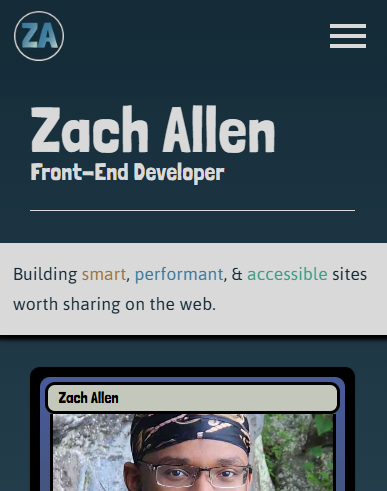 ZA
Zach Allen
Front-End Developer
Building smart, performant, & accessible sites
worth sharing on the web.
Zach Allen